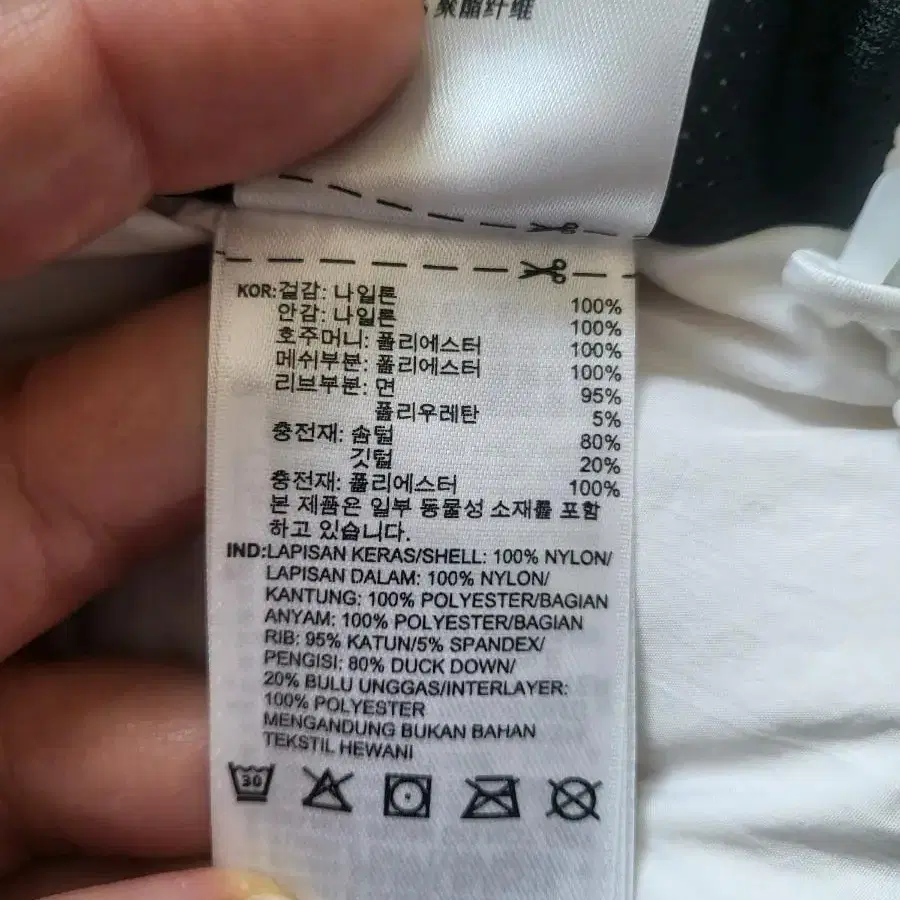 聚酯纤维
KOR:겉감: 나일론 100%
안감: 나일론 100%
호주머니: 폴리에스터 100%
메쉬부분: 폴리에스터 100%
리브부분: 면 95%
폴리우레탄 5%
충전재: 솜털 80%
깃털 20%
충전재: 폴리에스터 100%
본 제품은 일부 동물성 소재를 포함
하고 있습니다.
IND:LAPISAN KERAS/SHELL: 100% NYLON/
LAPISAN DALAM: 100% NYLON/
KANTUNG: 100% POLYESTER/BAGIAN
ANYAM: 100% POLYESTER/BAGIAN
RIB: 95% KATUN/5% SPANDEX/
PENGISI: 80% DUCK DOWN/
20% BULU UNGGAS/INTERLAYER:
100% POLYESTER
MENGANDUNG BUKAN BAHAN
TEKSTIL HEWANI
30